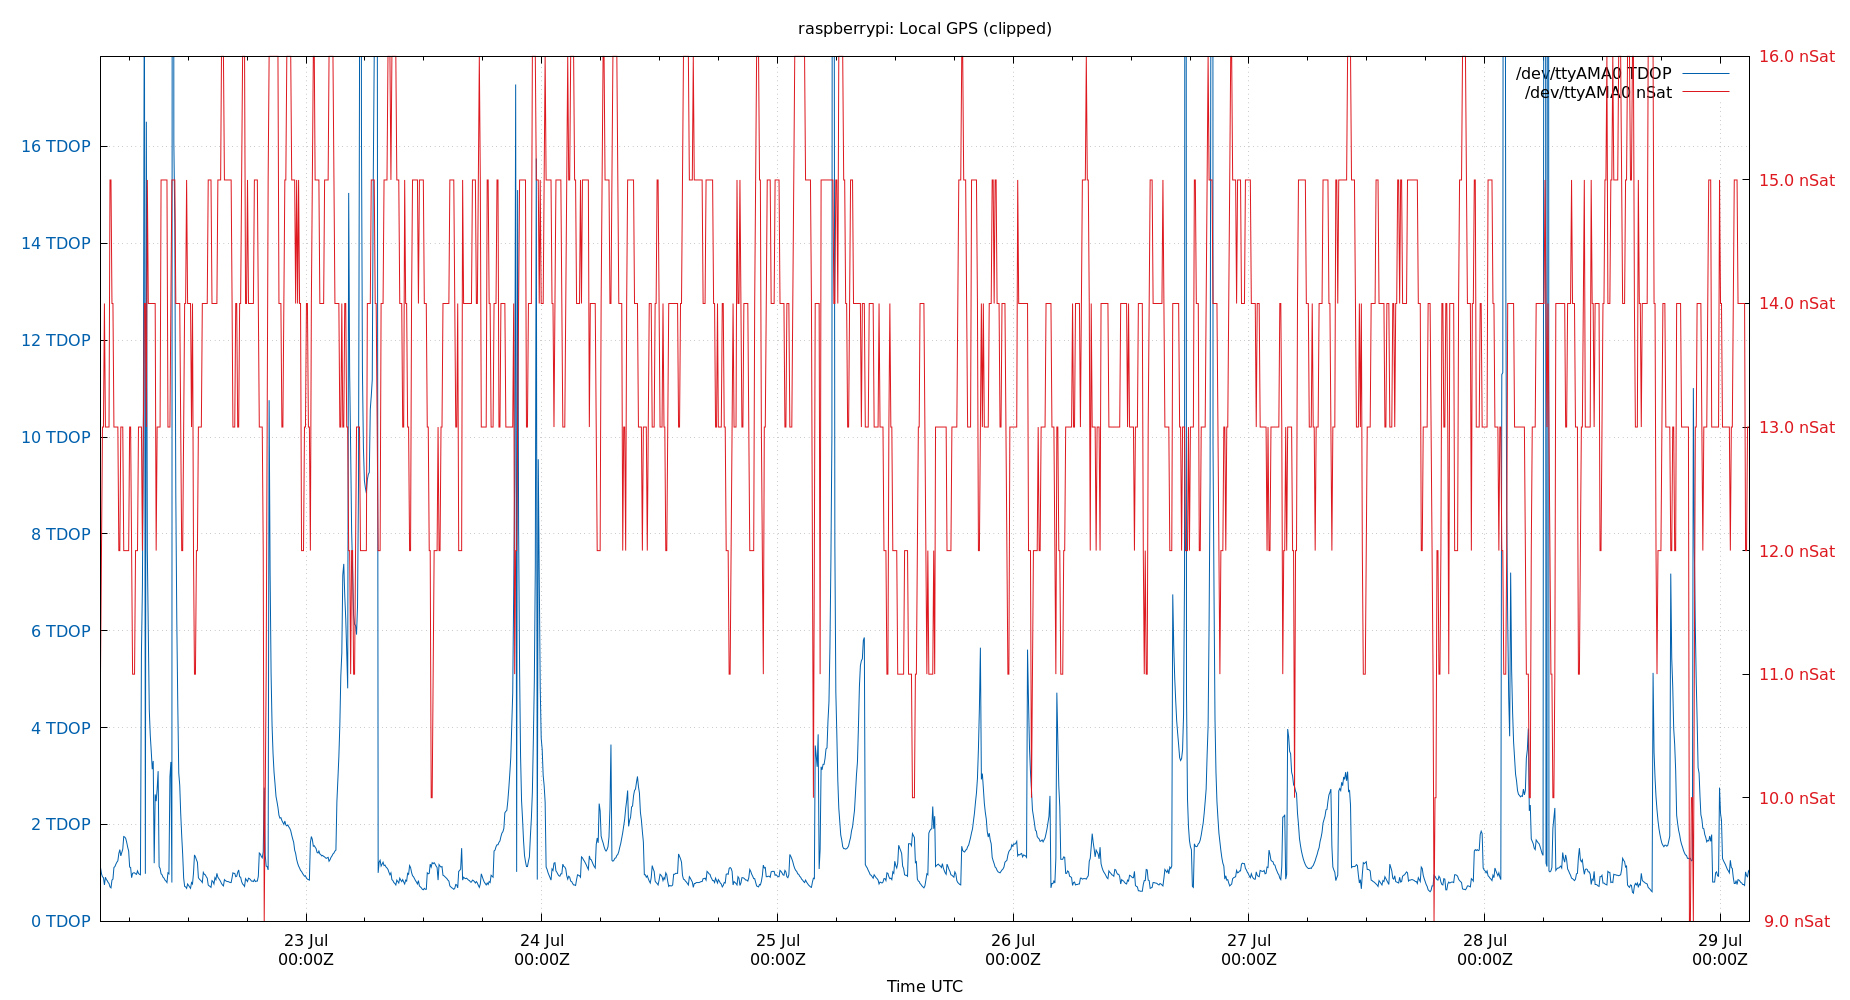 raspberrypi: Local GPS (clipped)
/dev/ttyAMA0 TDOP
/dev/ttyAMA0 nSat
16 TDOP
14 TDOP
12 TDOP
10 TDOP
8 TDOP
6 TDOP
4 TDOP
2 TDOP
0 TDOP
16.0 nSat
15.0 nSat
14.0 nSat
13.0 nSat
12.0 nSat
11.0 nSat
10.0 nSat
9.0 nSat
23 Jul
00:00Z
24 Jul
00:00Z
25 Jul
00:00Z
26 Jul
00:00Z
27 Jul
00:00Z
28 Jul
00:00Z
29 Jul
00:00Z
Time UTC